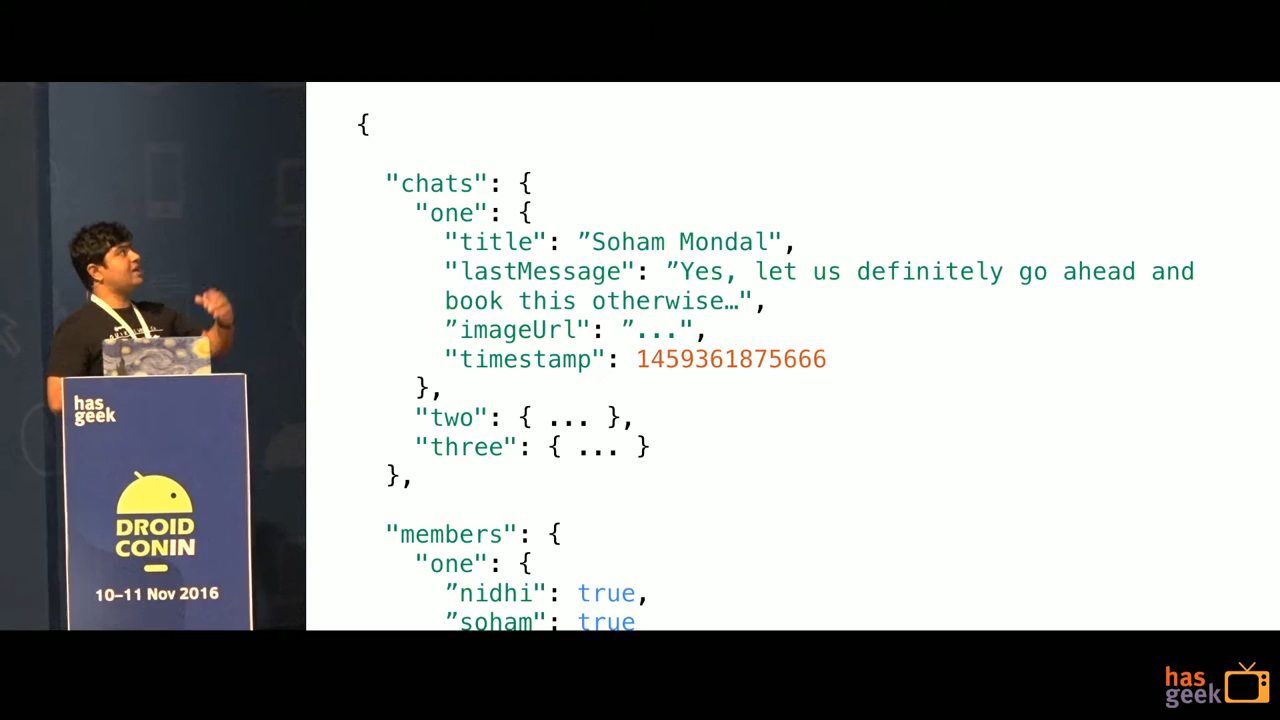 {
"chats": {
"one": {
"title": ”Soham Mondal",
"lastMessage": ”Yes, let us definitely go ahead and
book this otherwise…",
”imageUrl": ”...",
"timestamp": 1459361875666
},
"two": { ... },
"three": { ... }
},
"members": {
"one": {
”nidhi": true,
”soham": true
has
geek
DROID
CONIN
10–11 Nov 2016
has
geek